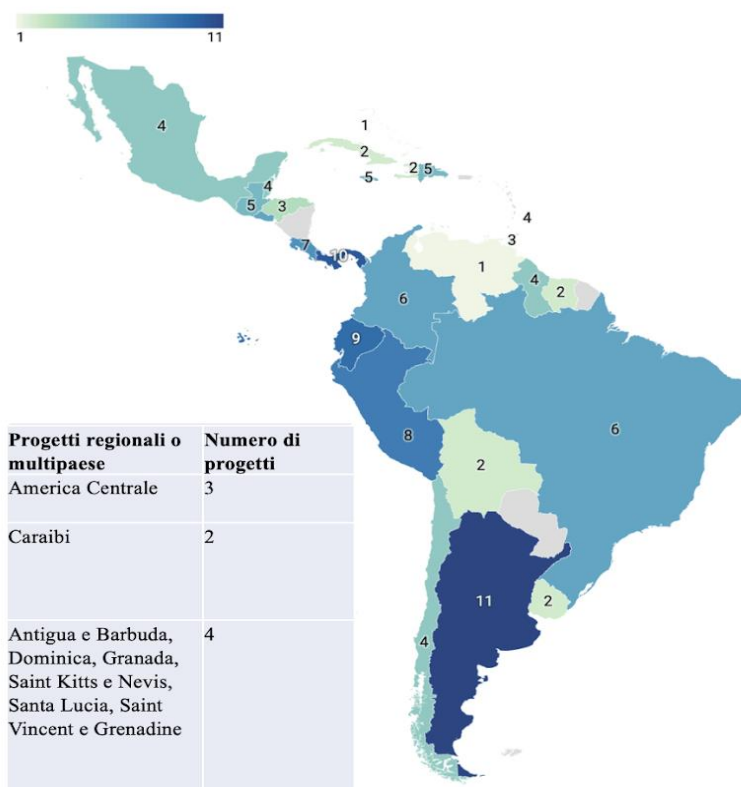 1 11
4
1
2
2 5
5
4
5 3
4
7 10
3
1
4
2
6
9
6
8
2
11
2
4
Progetti regionali o multipaese Numero di progetti
America Centrale 3
Caraibi 2
Antigua e Barbuda, 4
Dominica, Granada,
Saint Kitts e Nevis,
Santa Lucia, Saint
Vincent e Grenadine